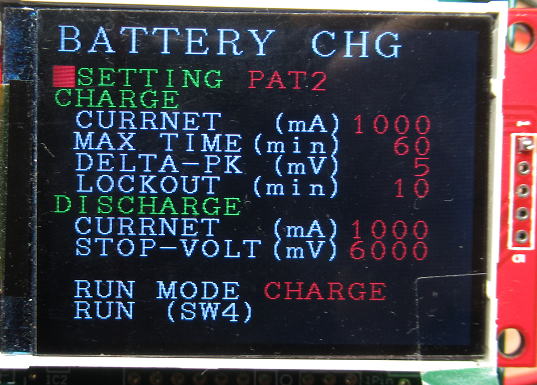 BATTERY CHG
SETTING PAT2
CHARGE
CURRNET (mA) 1000
MAX TIME(min) 60
DELTA-PK (mV) 5
LOCKOUT (min) 10
DISCHARGE
CURRNET (mA) 1000
STOP-VOLT(mV) 6000
RUN MODE CHARGE
RUN (SW4)